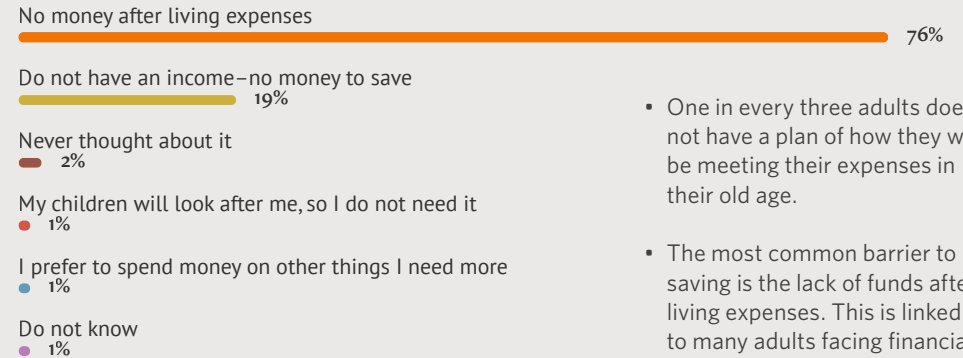 No money after living expenses
76%
Do not have an income–no money to save
19%
Never thought about it
2%
My children will look after me, so I do not need it
1%
I prefer to spend money on other things I need more
1%
Do not know
1%
• One in every three adults
not have a plan of how they
be meeting their expenses in
their old age.
• The most common barrier to
saving is the lack of funds
living expenses. This is linked
to many adults facing